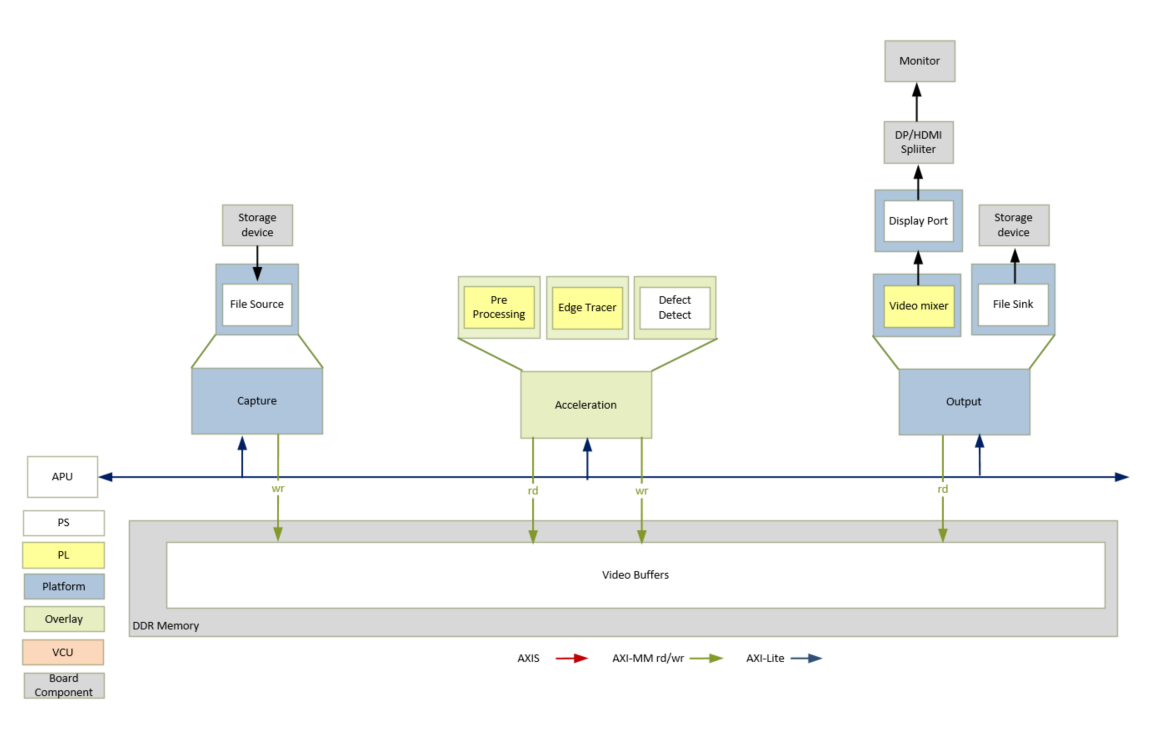 Monitor
DP/HDMI
Spliiter
Storage
device
Display Port
Storage
device
File Source
Pre
Processing
Edge Tracer
Defect
Detect
Video mixer
File Sink
Capture
Acceleration
Output
APU
wr
rd
wr
rd
PS
PL
Platform
Overlay
VCU
Board
Component
Video Buffers
DDR Memory
AXIS
AXI-MM rd/wr
AXI-Lite